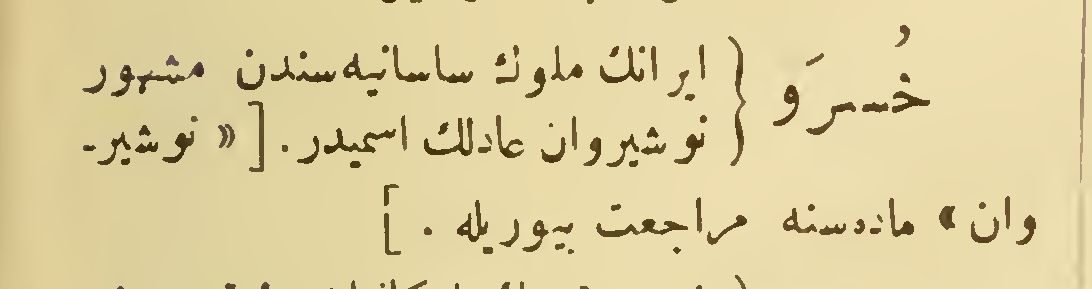 خُسرَو { ایرانك ملوك ساسانیه سندن مشهور
نوشیروان عادلك اسمیدر. [« نوشیر-
وان » ماده‌سنه مراجعت بیوریله . ]